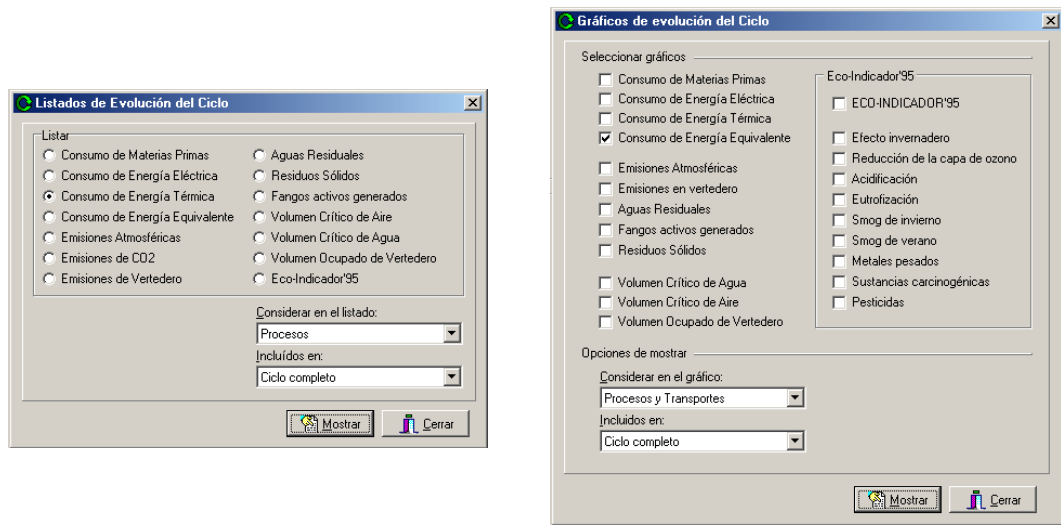 Listados de Evolución del Ciclo
Listar
Consumo de Materias Primas
Consumo de Energía Eléctrica
Consumo de Energía Térmica
Consumo de Energía Equivalente
Emisiones Atmosféricas
Emisiones de CO2
Emisiones de Vertedero
Aguas Residuales
Residuos Sólidos
Fangos activos generados
Volumen Crítico de Aire
Volumen Crítico de Agua
Volumen Ocupado de Vertedero
Eco-Indicador'95
Considerar en el listado:
Procesos
Incluídos en:
Ciclo completo
Mostrar
Cerrar
Gráficos de evolución del Ciclo
Seleccionar gráficos
Consumo de Materias Primas
Consumo de Energía Eléctrica
Consumo de Energía Térmica
Consumo de Energía Equivalente
Emisiones Atmosféricas
Emisiones en vertedero
Aguas Residuales
Fangos activos generados
Residuos Sólidos
Volumen Crítico de Agua
Volumen Crítico de Aire
Volumen Ocupado de Vertedero
Eco-Indicador'95
ECO-INDICADOR'95
Efecto invernadero
Reducción de la capa de ozono
Acidificación
Eutrofización
Smog de invierno
Smog de verano
Metales pesados
Sustancias carcinogénicas
Pesticidas
Opciones de mostrar
Considerar en el gráfico:
Procesos y Transportes
Incluidos en:
Ciclo completo
Mostrar
Cerrar